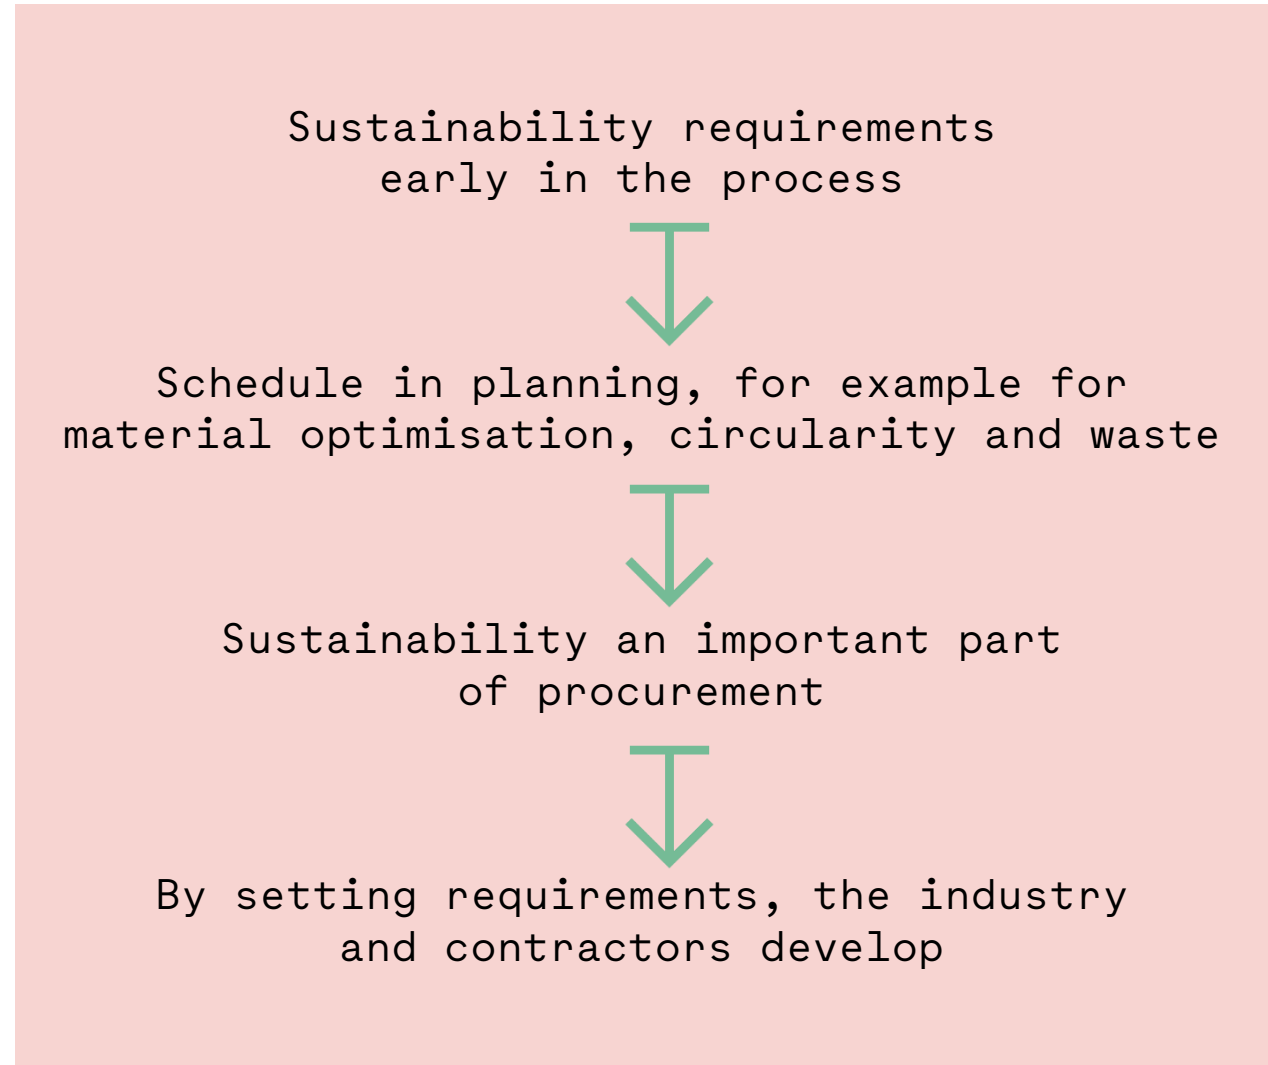 Sustainability requirements
early in the process
Schedule in planning, for example for
material optimisation, circularity and waste
Sustainability an important part
of procurement
By setting requirements, the industry
and contractors develop